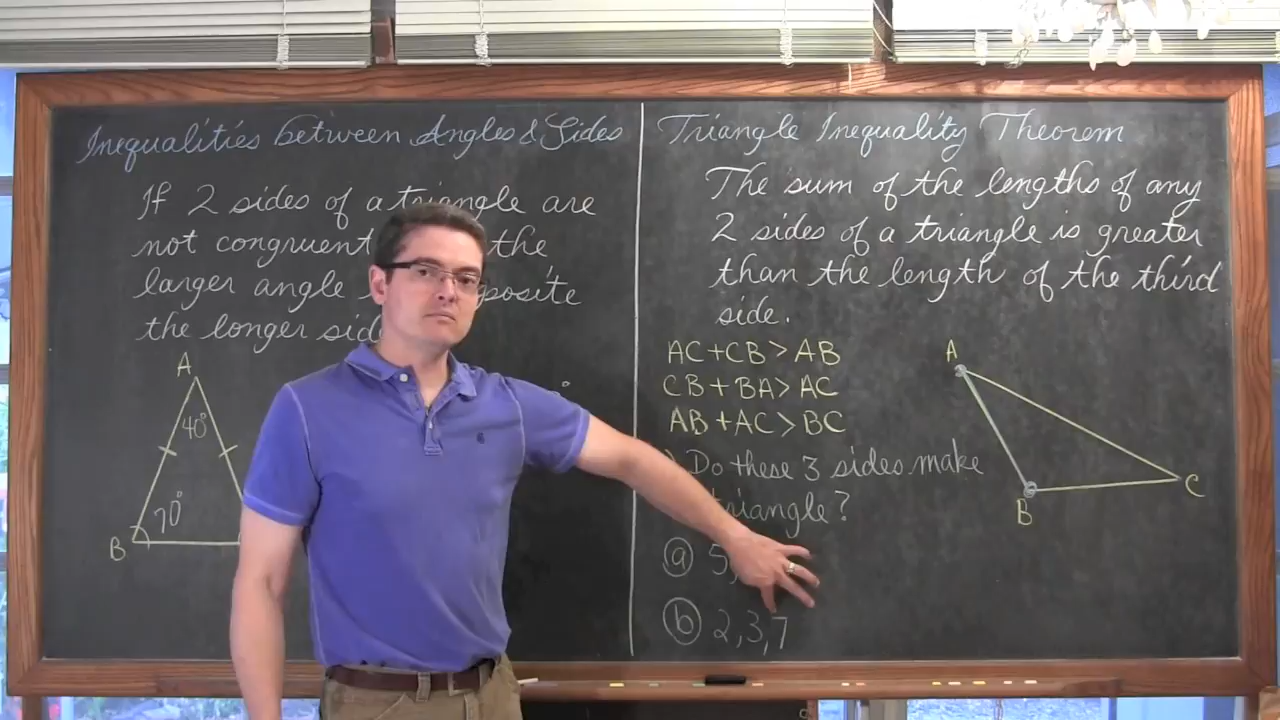 Inequalities between Angles & Sides
If 2 sides of a triangle are
not congruent the
larger angle
the longer
A
40°
70°
B
Triangle Inequality Theorem
The sum of the lengths of any
2 sides of a triangle is greater
than the length of the third
side.
AC+CB>AB
CB+BA>AC
AB+AC>BC
Do these 3 sides make
triangle?
(a) 5,
(b) 2,3,7
A
B
C